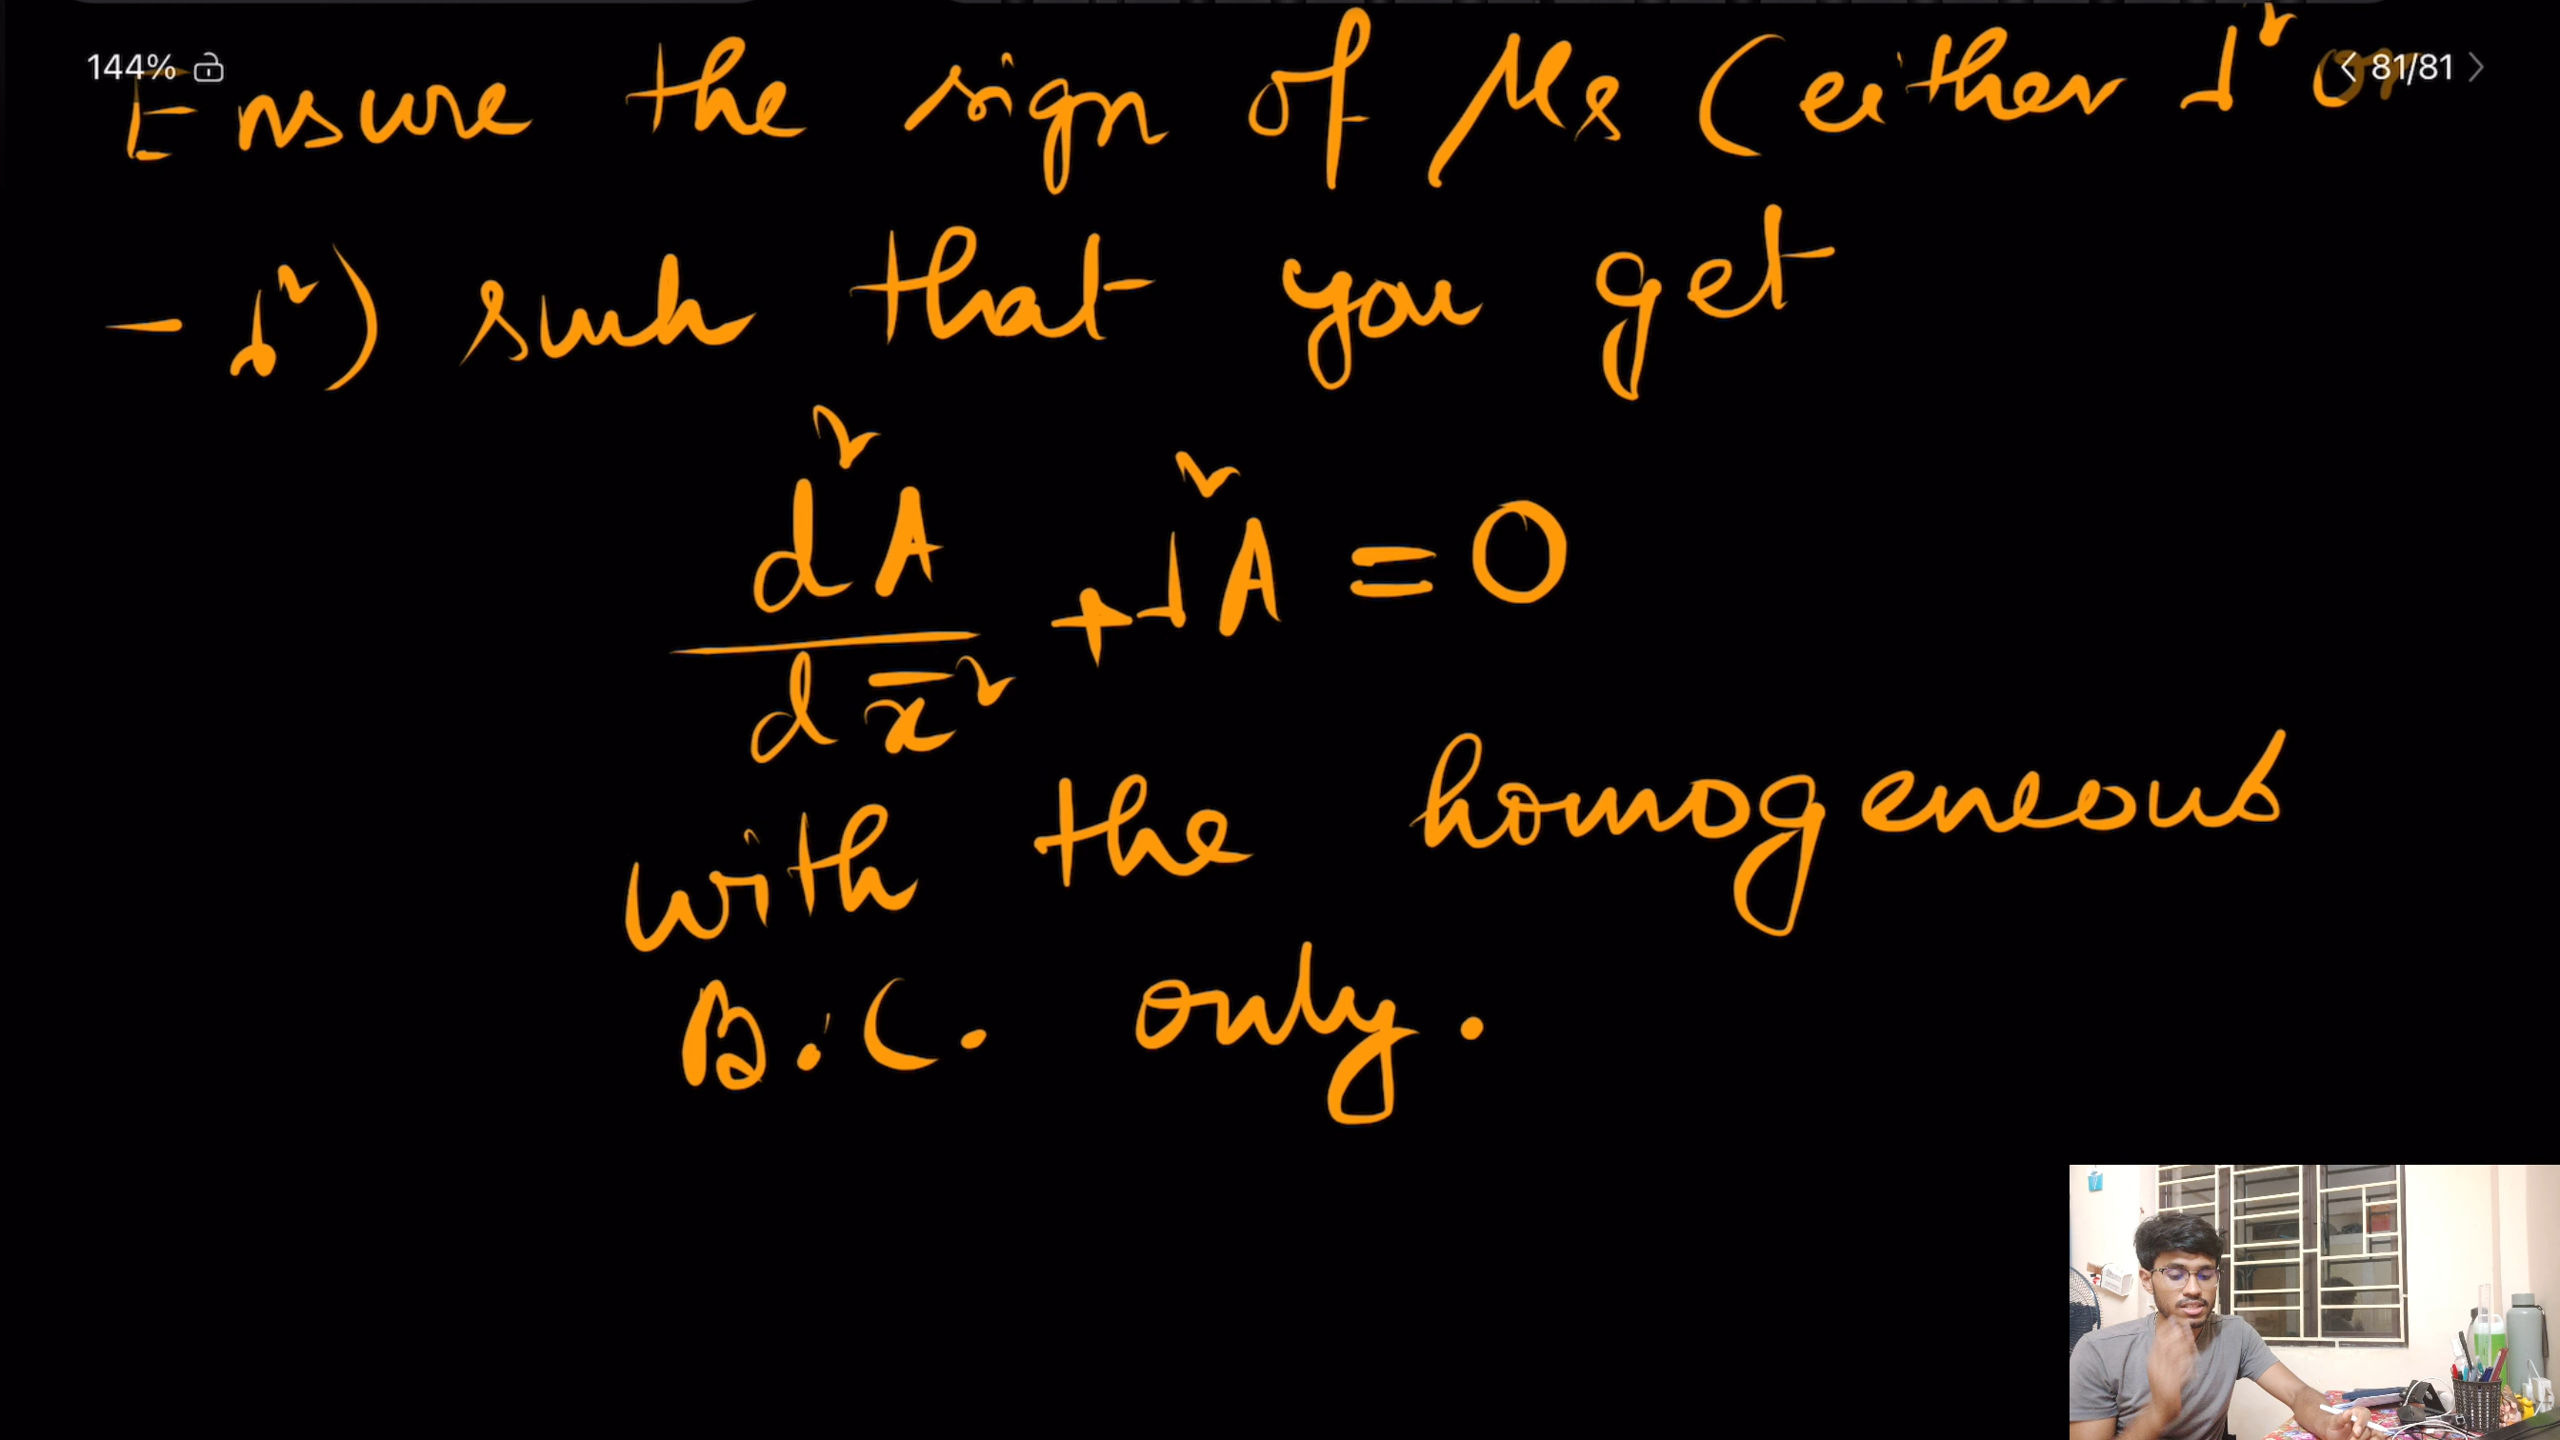 144% < 81/81 >
Ensure the sign of μs (either λ² or
- λ²) such that you get
d²A/dx̄² + λ²A = 0
with the homogeneous
B.C. only.